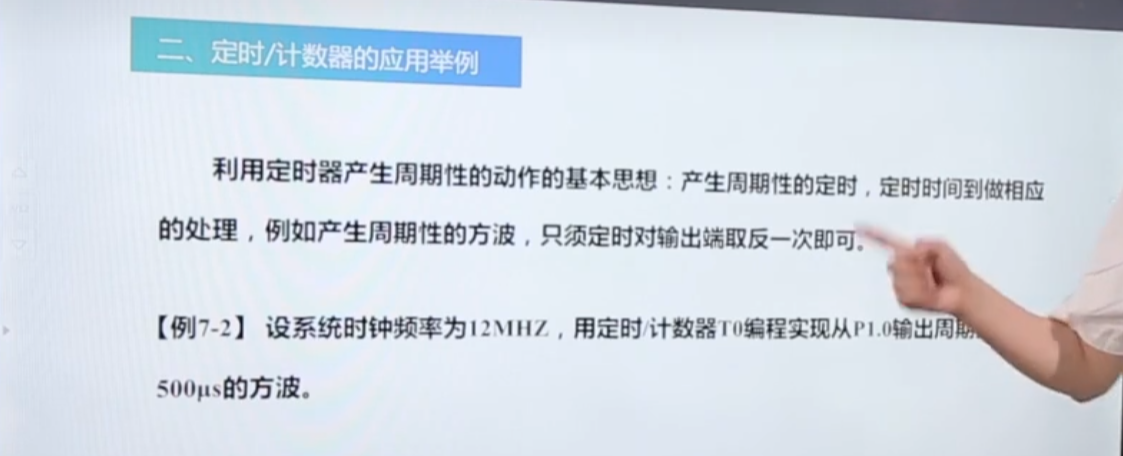 二、定时/计数器的应用举例
利用定时器产生周期性的动作的基本思想：产生周期性的定时，定时时间到做相应
的处理，例如产生周期性的方波，只须定时对输出端取反一次即可。
【例7-2】 设系统时钟频率为12MHZ，用定时/计数器T0编程实现从P1.0输出周期
500μs的方波。